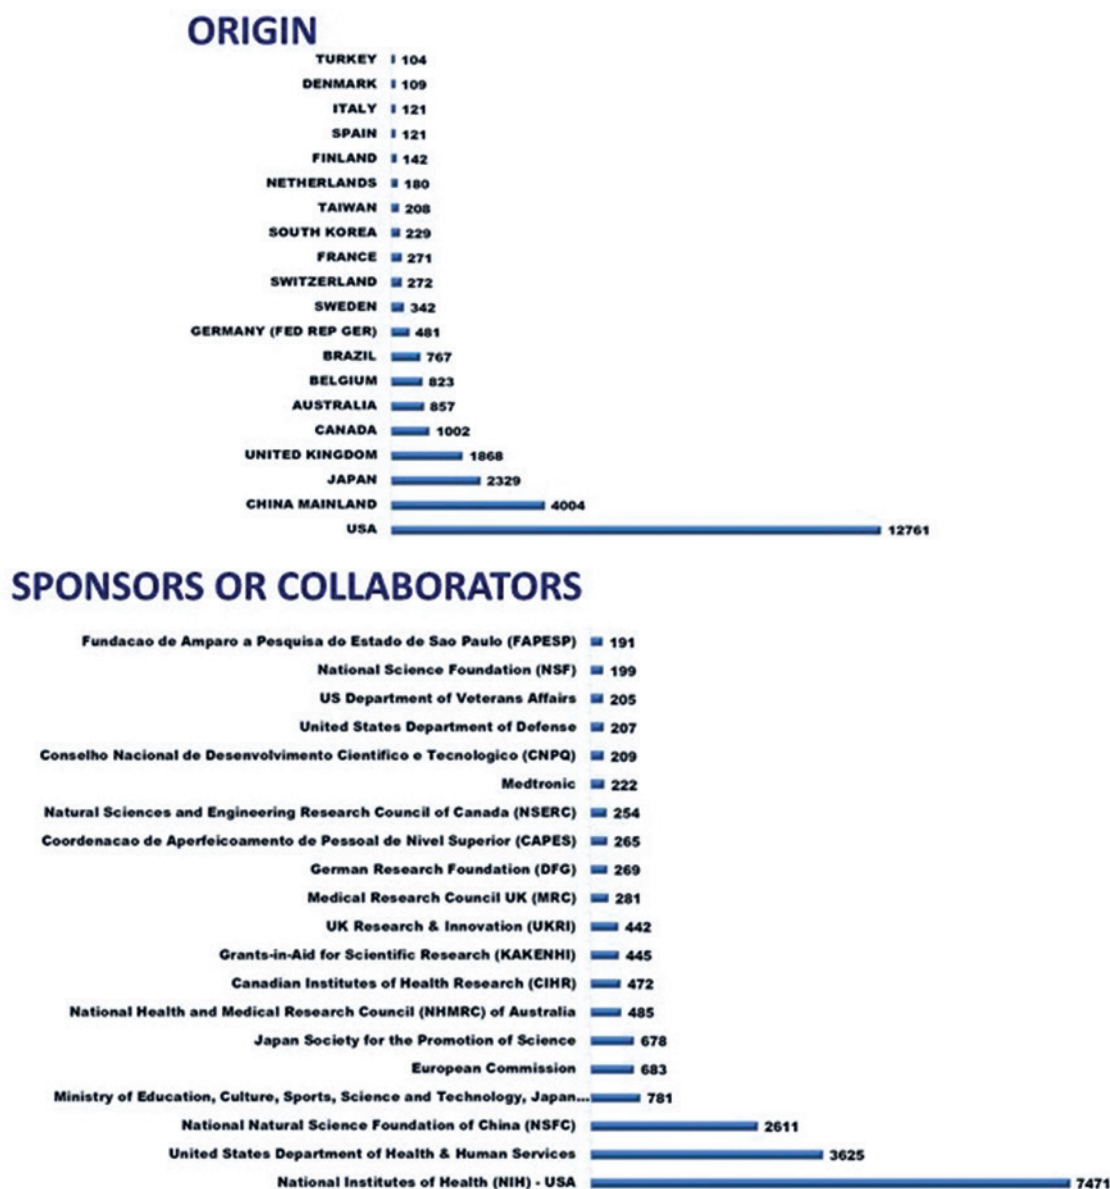 ORIGIN
TURKEY 104
DENMARK 109
ITALY 121
SPAIN 121
FINLAND 142
NETHERLANDS 180
TAIWAN 208
SOUTH KOREA 229
FRANCE 271
SWITZERLAND 272
SWEDEN 342
GERMANY (FED REP GER) 481
BRAZIL 767
BELGIUM 823
AUSTRALIA 857
CANADA 1002
UNITED KINGDOM 1868
JAPAN 2329
CHINA MAINLAND 4004
USA 12761
SPONSORS OR COLLABORATORS
Fundacao de Amparo a Pesquisa do Estado de Sao Paulo (FAPESP) 191
National Science Foundation (NSF) 199
US Department of Veterans Affairs 205
United States Department of Defense 207
Conselho Nacional de Desenvolvimento Cientifico e Tecnologico (CNPQ) 209
Medtronic 222
Natural Sciences and Engineering Research Council of Canada (NSERC) 254
Coordenacao de Aperfeicoamento de Pessoal de Nivel Superior (CAPES) 265
German Research Foundation (DFG) 269
Medical Research Council UK (MRC) 281
UK Research & Innovation (UKRI) 442
Grants-in-Aid for Scientific Research (KAKENHI) 445
Canadian Institutes of Health Research (CIHR) 472
National Health and Medical Research Council (NHMRC) of Australia 485
Japan Society for the Promotion of Science 678
European Commission 683
Ministry of Education, Culture, Sports, Science and Technology, Japan... 781
National Natural Science Foundation of China (NSFC) 2611
United States Department of Health & Human Services 3625
National Institutes of Health (NIH) - USA 7471